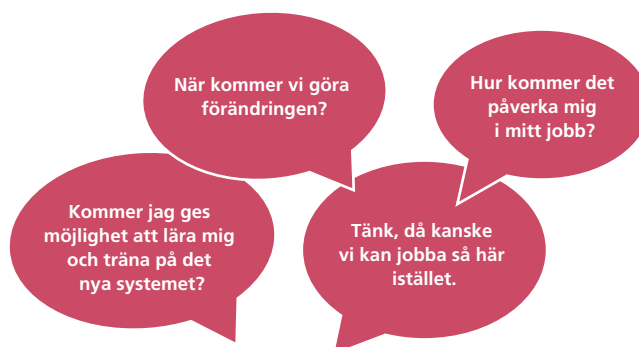 När kommer vi göra
förändringen?
Hur kommer det
påverka mig
i mitt jobb?
Kommer jag ges
möjlighet att lära mig
och träna på det
nya systemet?
Tänk, då kanske
vi kan jobba så här
istället.